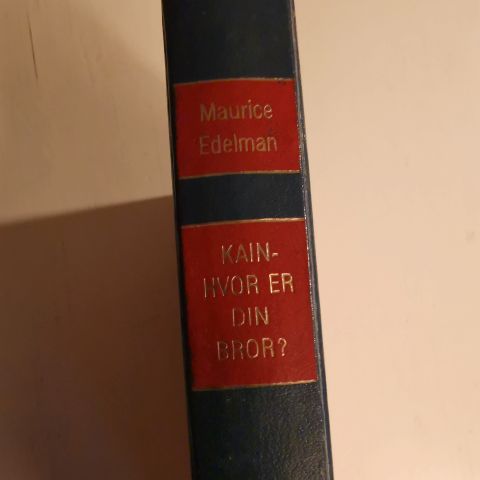 Maurice
Edelman
KAIN-
HVOR ER
DIN
BROR?